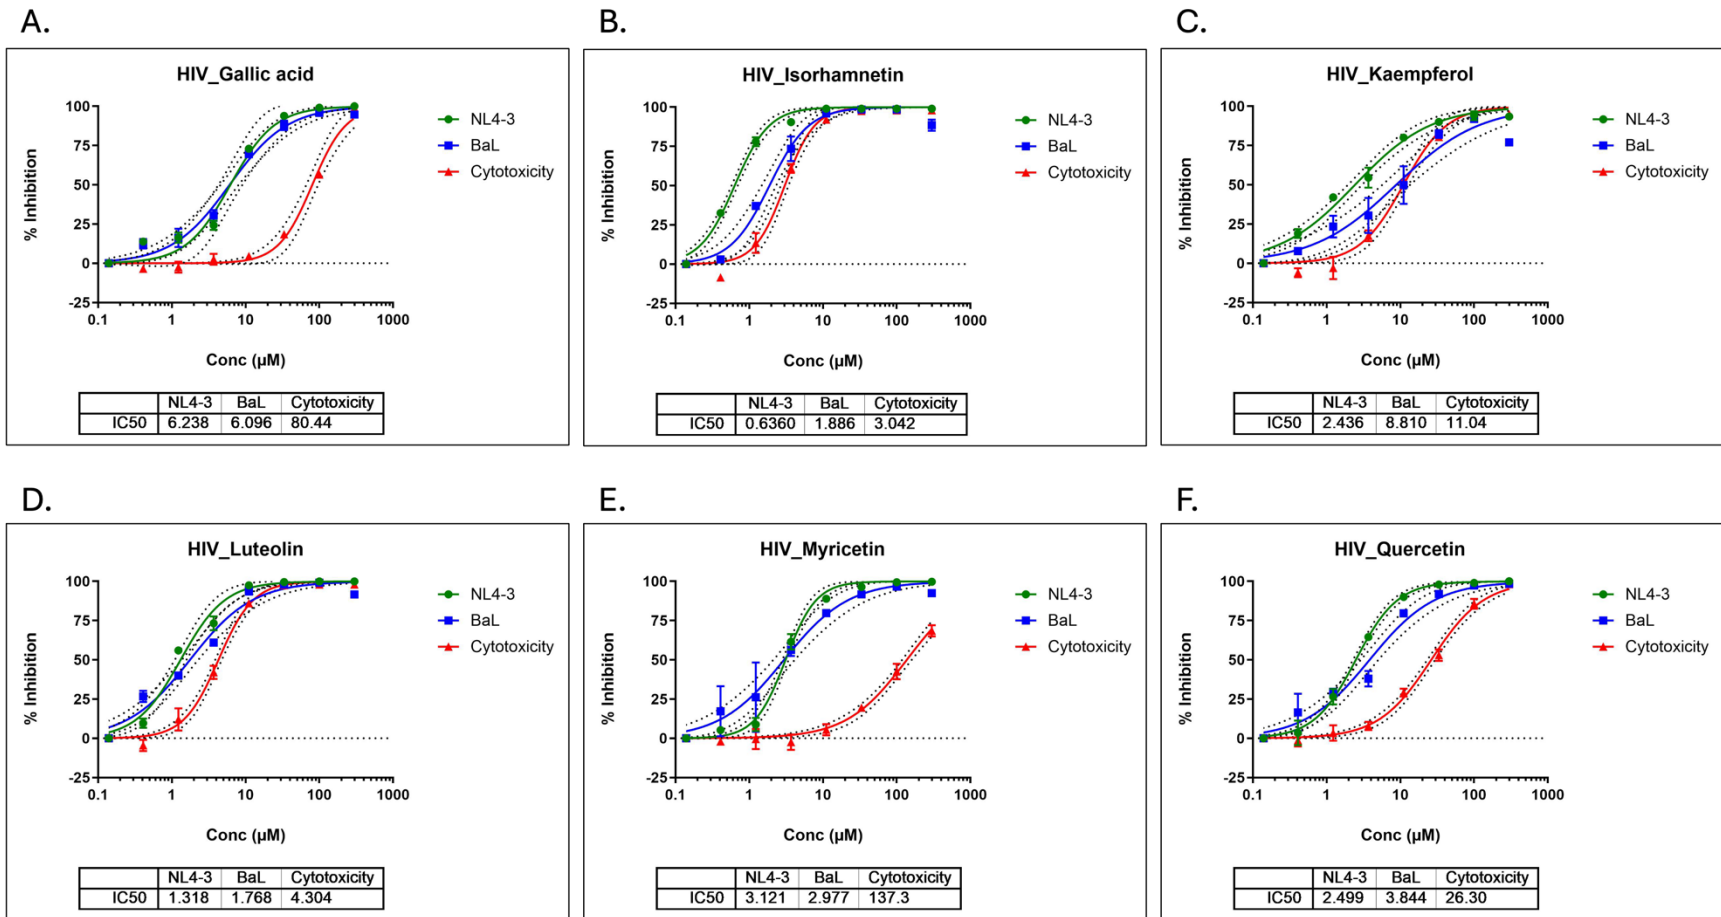 A.
HIV_Gallic acid
100
75
50
25
0
-25
% Inhibition
0.1 1 10 100 1000
Conc (µM)
NL4-3
BaL
Cytotoxicity
NL4-3 BaL Cytotoxicity
IC50 6.238 6.096 80.44
B.
HIV_Isorhamnetin
100
75
50
25
0
-25
% Inhibition
0.1 1 10 100 1000
Conc (µM)
NL4-3
BaL
Cytotoxicity
NL4-3 BaL Cytotoxicity
IC50 0.6360 1.886 3.042
C.
HIV_Kaempferol
100
75
50
25
0
-25
% Inhibition
0.1 1 10 100 1000
Conc (µM)
NL4-3
BaL
Cytotoxicity
NL4-3 BaL Cytotoxicity
IC50 2.436 8.810 11.04
D.
HIV_Luteolin
100
75
50
25
0
-25
% Inhibition
0.1 1 10 100 1000
Conc (µM)
NL4-3
BaL
Cytotoxicity
NL4-3 BaL Cytotoxicity
IC50 1.318 1.768 4.304
E.
HIV_Myricetin
100
75
50
25
0
-25
% Inhibition
0.1 1 10 100 1000
Conc (µM)
NL4-3
BaL
Cytotoxicity
NL4-3 BaL Cytotoxicity
IC50 3.121 2.977 137.3
F.
HIV_Quercetin
100
75
50
25
0
-25
% Inhibition
0.1 1 10 100 1000
Conc (µM)
NL4-3
BaL
Cytotoxicity
NL4-3 BaL Cytotoxicity
IC50 2.499 3.844 26.30